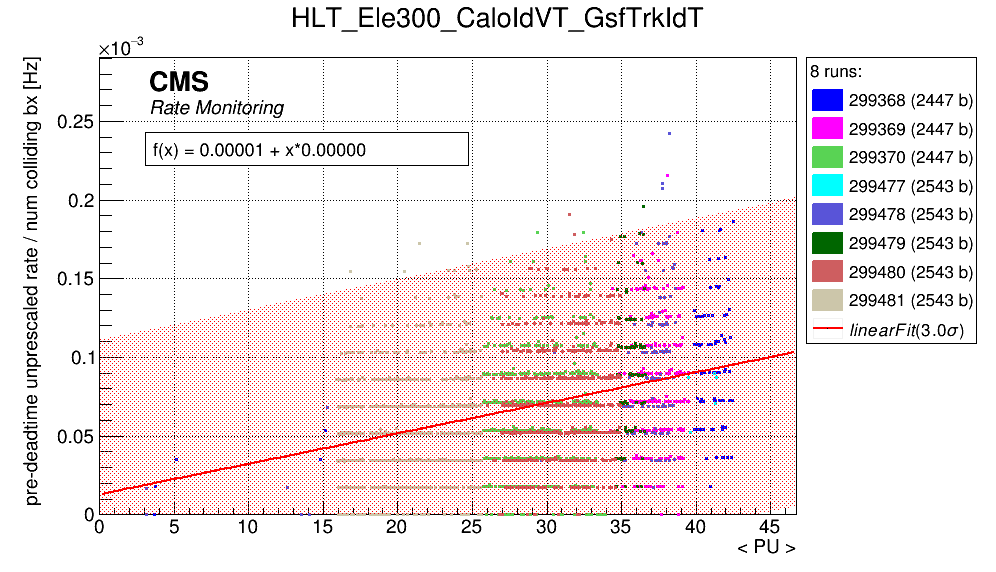 HLT_Ele300_CaloIdVT_GsfTrkIdT
×10⁻³
pre-deadtime unprescaled rate / num colliding bx [Hz]
CMS
Rate Monitoring
f(x) = 0.00001 + x*0.00000
0.25
0.2
0.15
0.1
0.05
0
0 5 10 15 20 25 30 35 40 45
< PU >
8 runs:
299368 (2447 b)
299369 (2447 b)
299370 (2447 b)
299477 (2543 b)
299478 (2543 b)
299479 (2543 b)
299480 (2543 b)
299481 (2543 b)
linearFit(3.0σ)